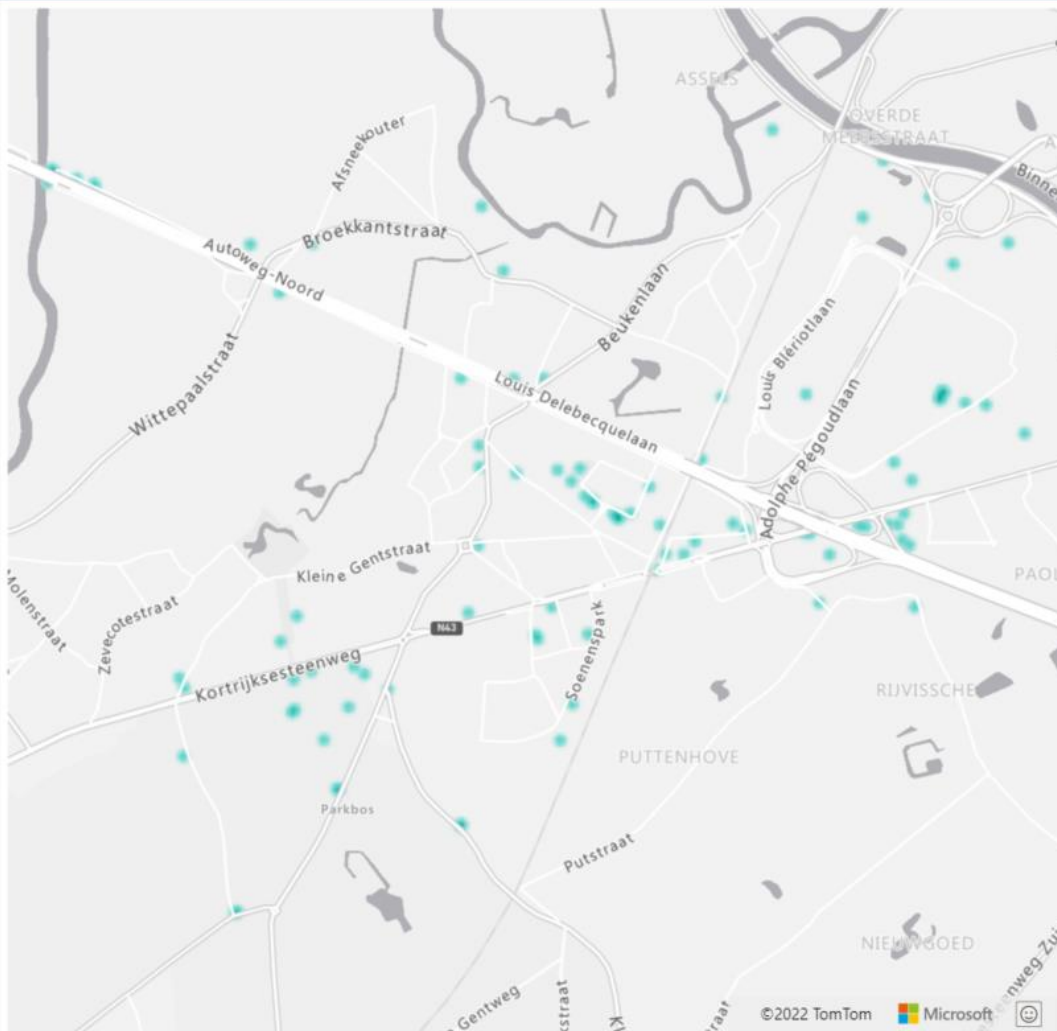 ASSELS
OVERDE
MEERSSTRAAT
Afsneekouter
Broekkantstraat
Autoweg-Noord
Beukenlaan
Louis Blériotlaan
Louis Delebecquelaan
Wittepaalstraat
Adolphe Pegoudlaan
Kleine Gentstraat
Molenstraat
Zevecotestraat
N43
Kortrijksesteenweg
Soenenspark
RIJVISSCHE
PUTTENHOVE
Parkbos
Putstraat
NIEUWGOED
Gentweg
©2022 TomTom
Microsoft